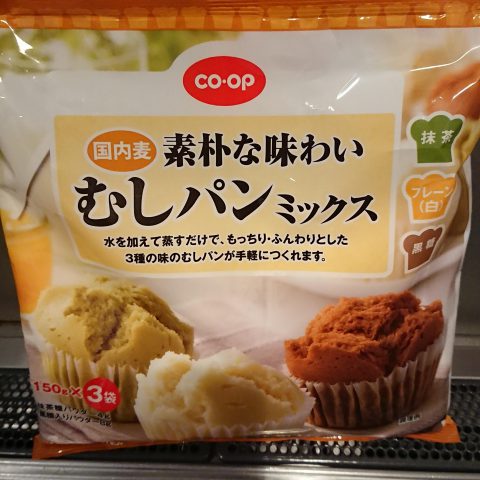 CO·OP
国内麦
素朴な味わい
むしパンミックス
水を加えて蒸すだけで、もっちり・ふんわりとした
3種の味のむしパンが手軽につくれます。
抹茶
プレーン
(白)
黒糖
150g×3袋